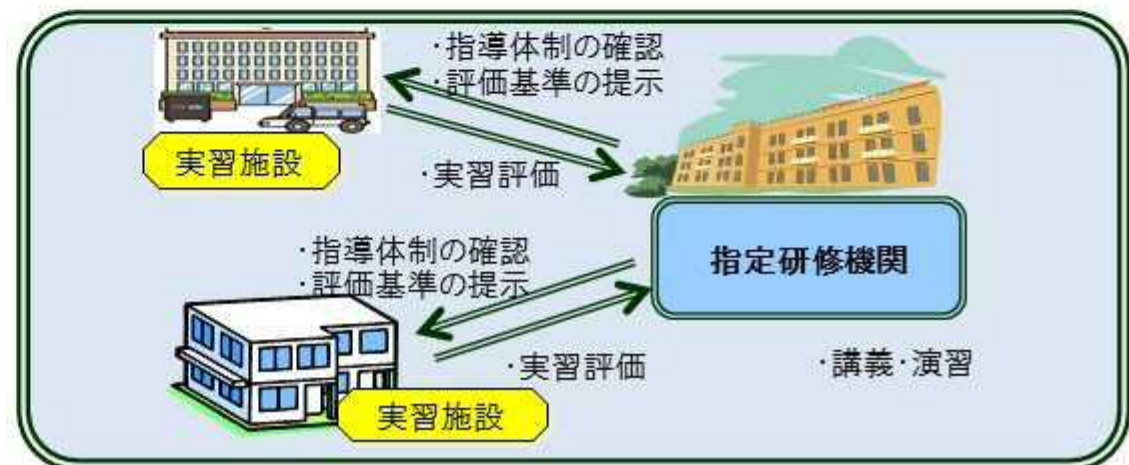 ・指導体制の確認
・評価基準の提示
実習施設
・実習評価
指定研修機関
・指導体制の確認
・評価基準の提示
・実習評価
・講義・演習
実習施設